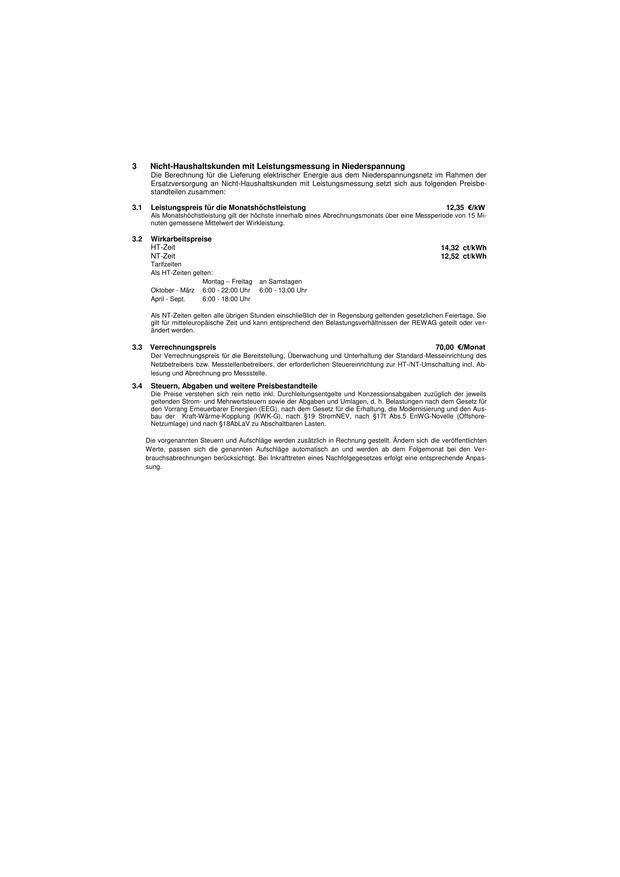 3 Nicht-Haushaltskunden mit Leistungsmessung in Niederspannung
Die Berechnung für die Lieferung elektrischer Energie aus dem Niederspannungsnetz im Rahmen der
Ersatzversorgung an Nicht-Haushaltskunden mit Leistungsmessung setzt sich aus folgenden Preisbe-
standteilen zusammen:
3.1 Leistungspreis für die Monatshöchstleistung 12,35 €/kW
Als Monatshöchstleistung gilt der höchste innerhalb eines Abrechnungsmonats über eine Messperiode von 15 Mi-
nuten gemessene Mittelwert der Wirkleistung.
3.2 Wirkarbeitspreise
HT-Zeit 14,32 ct/kWh
NT-Zeit 12,52 ct/kWh
Tarifzeiten
Als HT-Zeiten gelten:
Montag – Freitag an Samstagen
Oktober - März 6:00 - 22:00 Uhr 6:00 - 13:00 Uhr
April - Sept. 6:00 - 18:00 Uhr
Als NT-Zeiten gelten alle übrigen Stunden einschließlich der in Regensburg geltenden gesetzlichen Feiertage. Sie
gilt für mitteleuropäische Zeit und kann entsprechend den Belastungsverhältnissen der REWAG geteilt oder ver-
ändert werden.
3.3 Verrechnungspreis 70,00 €/Monat
Der Verrechnungspreis für die Bereitstellung, Überwachung und Unterhaltung der Standard-Messeinrichtung des
Netzbetreibers bzw. Messstellenbetreibers, der erforderlichen Steuereinrichtung zur HT-/NT-Umschaltung incl. Ab-
lesung und Abrechnung pro Messstelle.
3.4 Steuern, Abgaben und weitere Preisbestandteile
Die Preise verstehen sich rein netto inkl. Durchleitungsentgelte und Konzessionsabgaben zuzüglich der jeweils
geltenden Strom- und Mehrwertsteuern sowie der Abgaben und Umlagen, d. h. Belastungen nach dem Gesetz für
den Vorrang Erneuerbarer Energien (EEG), nach dem Gesetz für die Erhaltung, die Modernisierung und den Aus-
bau der Kraft-Wärme-Kopplung (KWK-G), nach §19 StromNEV, nach §17f Abs.5 EnWG-Novelle (Offshore-
Netzumlage) und nach §18AbLaV zu Abschaltbaren Lasten.
Die vorgenannten Steuern und Aufschläge werden zusätzlich in Rechnung gestellt. Ändern sich die veröffentlichten
Werte, passen sich die genannten Aufschläge automatisch an und werden ab dem Folgemonat bei den Ver-
brauchsabrechnungen berücksichtigt. Bei Inkrafttreten eines Nachfolgegesetzes erfolgt eine entsprechende Anpas-
sung.